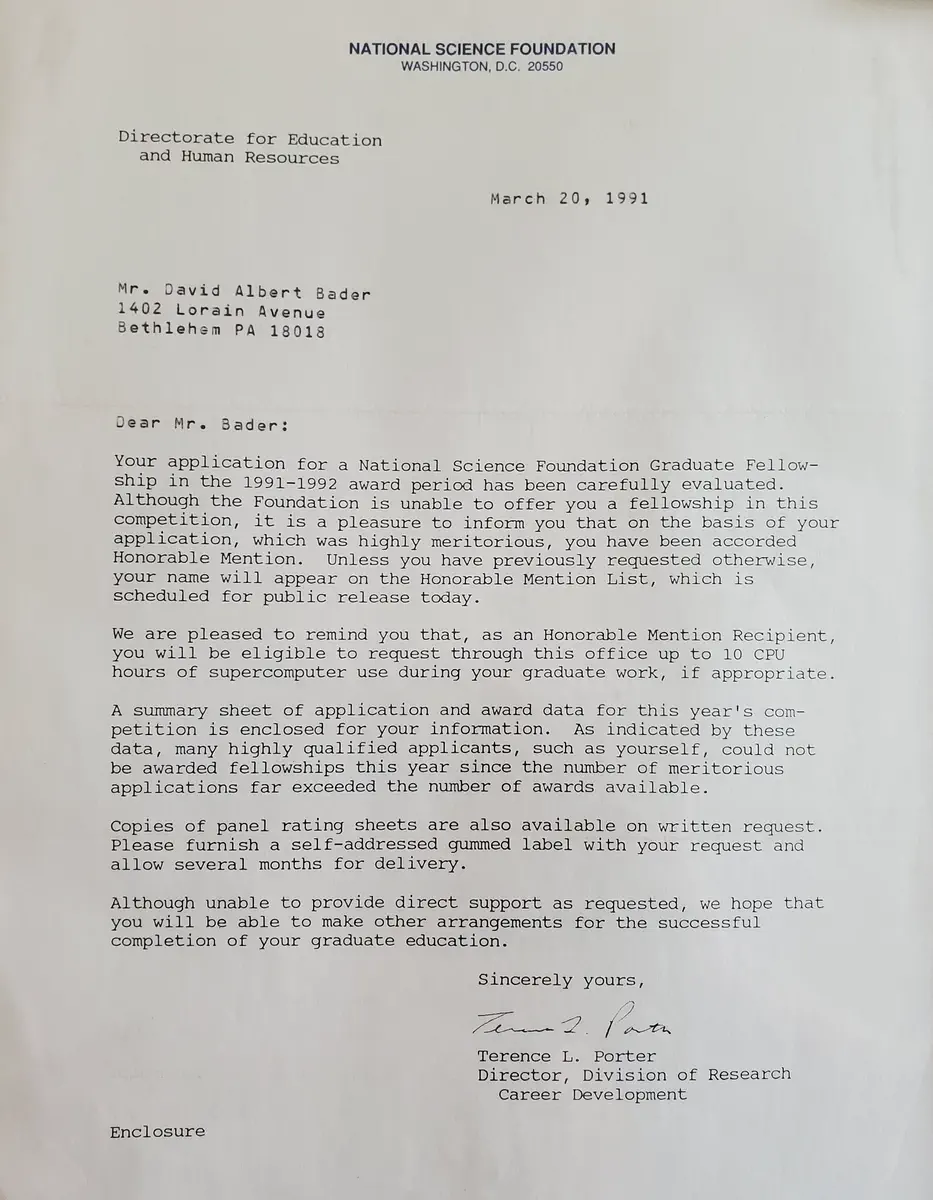 NATIONAL SCIENCE FOUNDATION
WASHINGTON, D.C. 20550
Directorate for Education
and Human Resources
March 20, 1991
Mr. David Albert Bader
1402 Lorain Avenue
Bethlehem PA 18018
Dear Mr. Bader:
Your application for a National Science Foundation Graduate Fellow-
ship in the 1991-1992 award period has been carefully evaluated.
Although the Foundation is unable to offer you a fellowship in this
competition, it is a pleasure to inform you that on the basis of your
application, which was highly meritorious, you have been accorded
Honorable Mention. Unless you have previously requested otherwise,
your name will appear on the Honorable Mention List, which is
scheduled for public release today.
We are pleased to remind you that, as an Honorable Mention Recipient,
you will be eligible to request through this office up to 10 CPU
hours of supercomputer use during your graduate work, if appropriate.
A summary sheet of application and award data for this year's com-
petition is enclosed for your information. As indicated by these
data, many highly qualified applicants, such as yourself, could not
be awarded fellowships this year since the number of meritorious
applications far exceeded the number of awards available.
Copies of panel rating sheets are also available on written request.
Please furnish a self-addressed gummed label with your request and
allow several months for delivery.
Although unable to provide direct support as requested, we hope that
you will be able to make other arrangements for the successful
completion of your graduate education.
Sincerely yours,
Terence L. Porter
Terence L. Porter
Director, Division of Research
Career Development
Enclosure